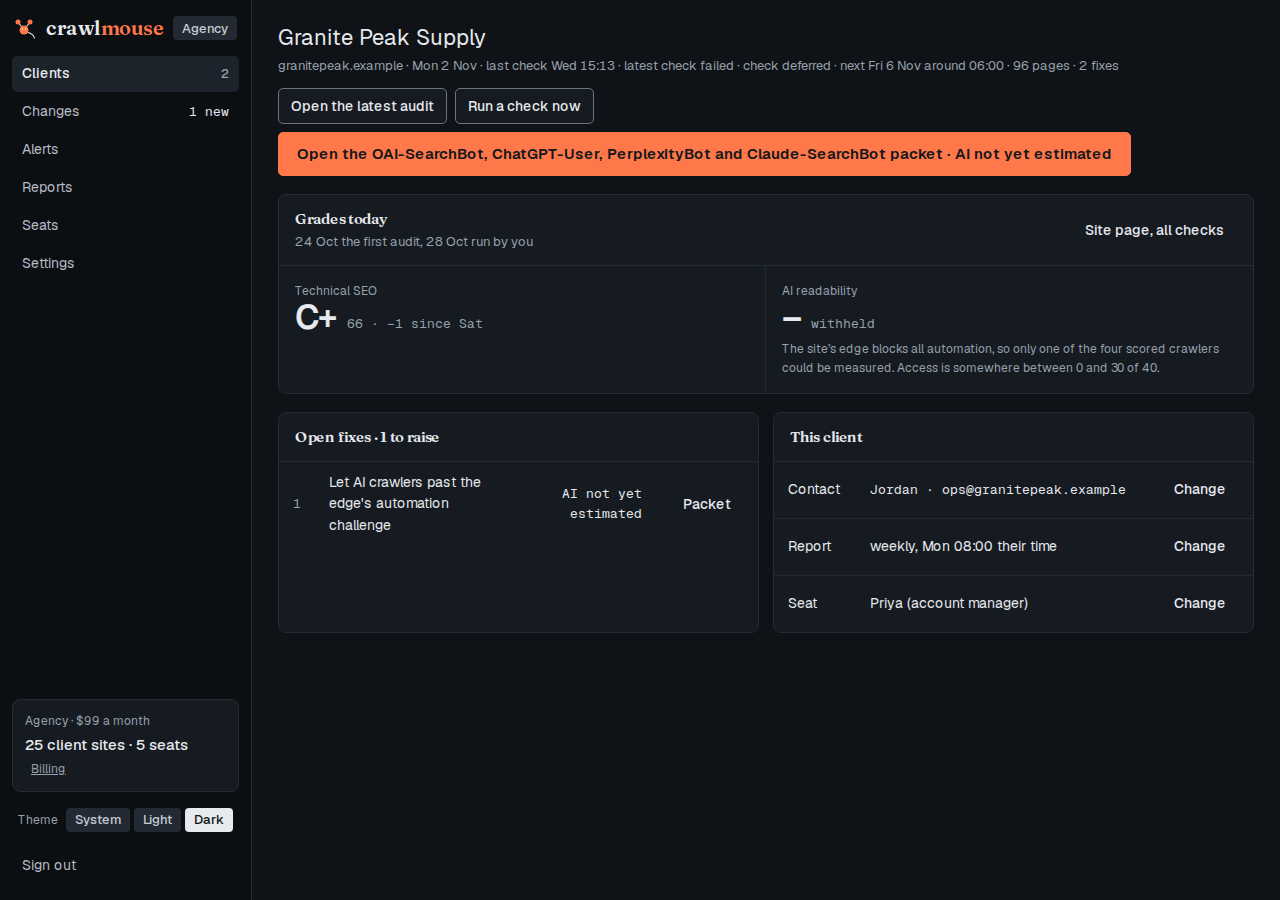 crawlmouse Agency
Clients 2
Changes 1 new
Alerts
Reports
Seats
Settings
Agency · $99 a month
25 client sites · 5 seats
Billing
Theme System Light Dark
Sign out
Granite Peak Supply
granitepeak.example · Mon 2 Nov · last check Wed 15:13 · latest check failed · check deferred · next Fri 6 Nov around 06:00 · 96 pages · 2 fixes
Open the latest audit Run a check now
Open the OAI-SearchBot, ChatGPT-User, PerplexityBot and Claude-SearchBot packet · AI not yet estimated
Grades today
24 Oct the first audit, 28 Oct run by you
Site page, all checks
Technical SEO
C+ 66 · −1 since Sat
AI readability
– withheld
The site's edge blocks all automation, so only one of the four scored crawlers
could be measured. Access is somewhere between 0 and 30 of 40.
Open fixes · 1 to raise
1 Let AI crawlers past the
edge's automation
challenge
AI not yet
estimated
Packet
This client
Contact Jordan · ops@granitepeak.example Change
Report weekly, Mon 08:00 their time Change
Seat Priya (account manager) Change